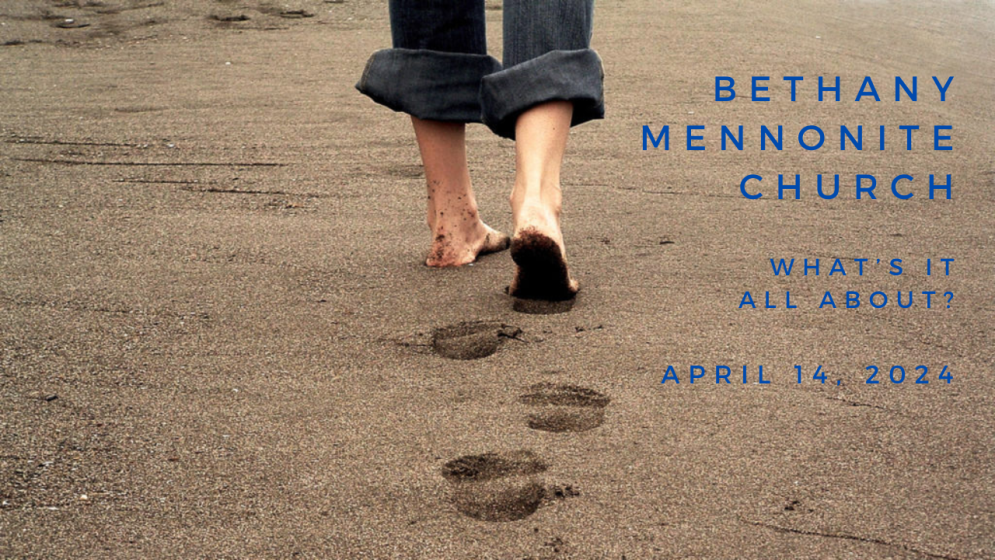 BETHANY
MENNONITE
CHURCH
WHAT'S IT
ALL ABOUT?
APRIL 14, 2024